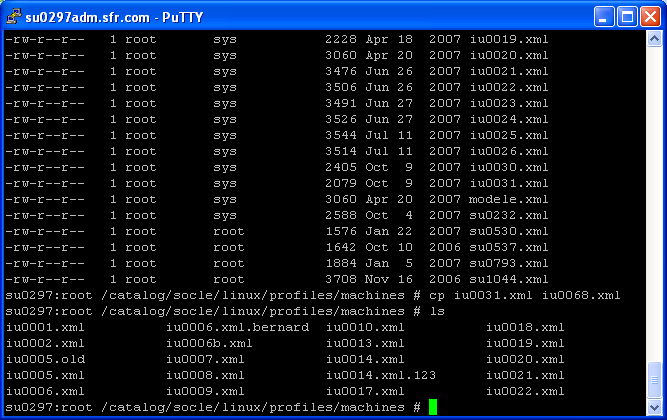 su0297adm.sfr.com - PuTTY
-rw-r--r--   1 root       sys           2228 Apr 18  2007 iu0019.xml
-rw-r--r--   1 root       sys           3060 Apr 20  2007 iu0020.xml
-rw-r--r--   1 root       sys           3476 Jun 26  2007 iu0021.xml
-rw-r--r--   1 root       sys           3506 Jun 26  2007 iu0022.xml
-rw-r--r--   1 root       sys           3491 Jun 27  2007 iu0023.xml
-rw-r--r--   1 root       sys           3526 Jun 27  2007 iu0024.xml
-rw-r--r--   1 root       sys           3544 Jul 11  2007 iu0025.xml
-rw-r--r--   1 root       sys           3514 Jul 11  2007 iu0026.xml
-rw-r--r--   1 root       sys           2405 Oct  9  2007 iu0030.xml
-rw-r--r--   1 root       sys           2079 Oct  9  2007 iu0031.xml
-rw-r--r--   1 root       sys           3060 Apr 20  2007 modele.xml
-rw-r--r--   1 root       sys           2588 Oct  4  2007 su0232.xml
-rw-r--r--   1 root       root          1576 Jan 22  2007 su0530.xml
-rw-r--r--   1 root       root          1642 Oct 10  2006 su0537.xml
-rw-r--r--   1 root       root          1884 Jan  5  2007 su0793.xml
-rw-r--r--   1 root       root          3708 Nov 16  2006 su1044.xml
su0297:root /catalog/socle/linux/profiles/machines # cp iu0031.xml iu0068.xml
su0297:root /catalog/socle/linux/profiles/machines # ls
iu0001.xml          iu0006.xml.bernard  iu0010.xml          iu0018.xml
iu0002.xml          iu0006b.xml         iu0013.xml          iu0019.xml
iu0005.old          iu0007.xml          iu0014.xml          iu0020.xml
iu0005.xml          iu0008.xml          iu0014.xml.123      iu0021.xml
iu0006.xml          iu0009.xml          iu0017.xml          iu0022.xml
su0297:root /catalog/socle/linux/profiles/machines #